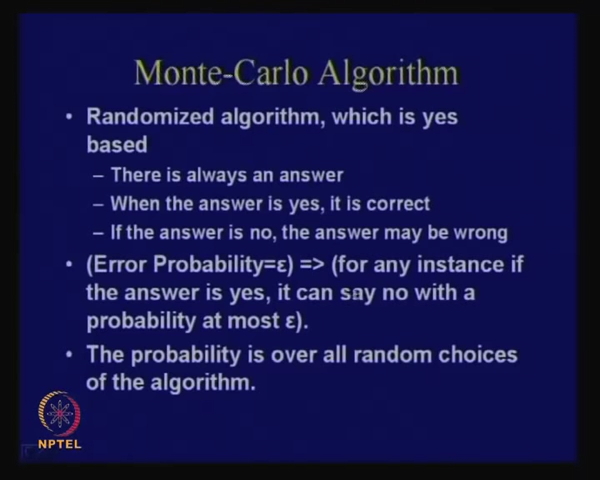 Monte-Carlo Algorithm
• Randomized algorithm, which is yes
based
– There is always an answer
– When the answer is yes, it is correct
– If the answer is no, the answer may be wrong
• (Error Probability=ε) => (for any instance if
the answer is yes, it can say no with a
probability at most ε).
• The probability is over all random choices
of the algorithm.
NPTEL